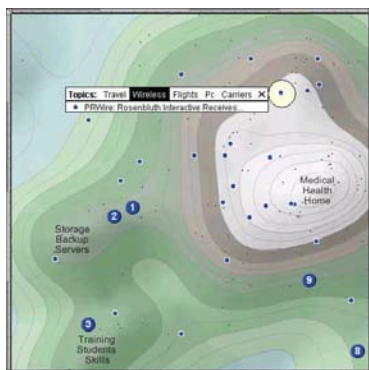 Topics: Travel Wireless Flights Pc Carriers X
PRWire: Rosenbluth Interactive Receives...
Medical
Health
Home
1
2
Storage
Backup
Servers
9
3
Training
Students
Skills
8